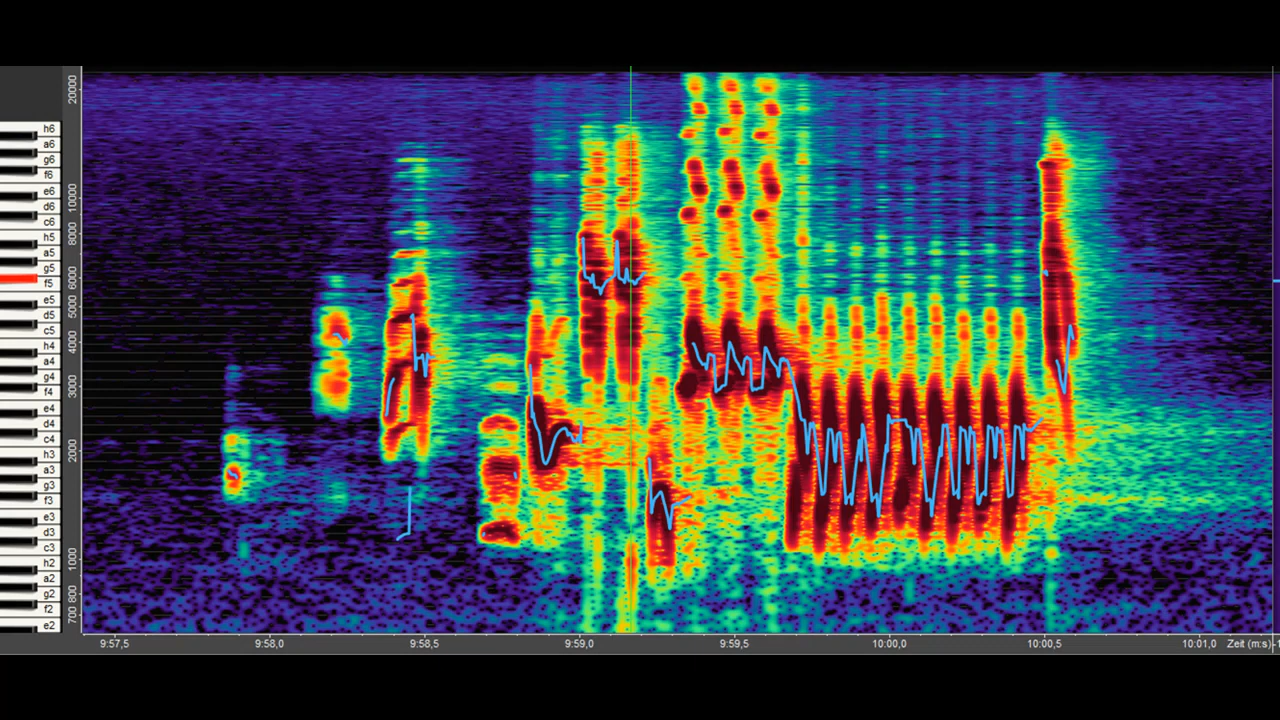 20000
10000
8000
6000
5000
4000
3000
2000
1000
800
700
h6
a6
g6
f6
e6
d6
c6
h5
a5
g5
f5
e5
d5
c5
h4
a4
g4
f4
e4
d4
c4
h3
a3
g3
f3
e3
d3
c3
h2
a2
g2
f2
e2
9:57,5 9:58,0 9:58,5 9:59,0 9:59,5 10:00,0 10:00,5 10:01,0 Zeit (m:s)